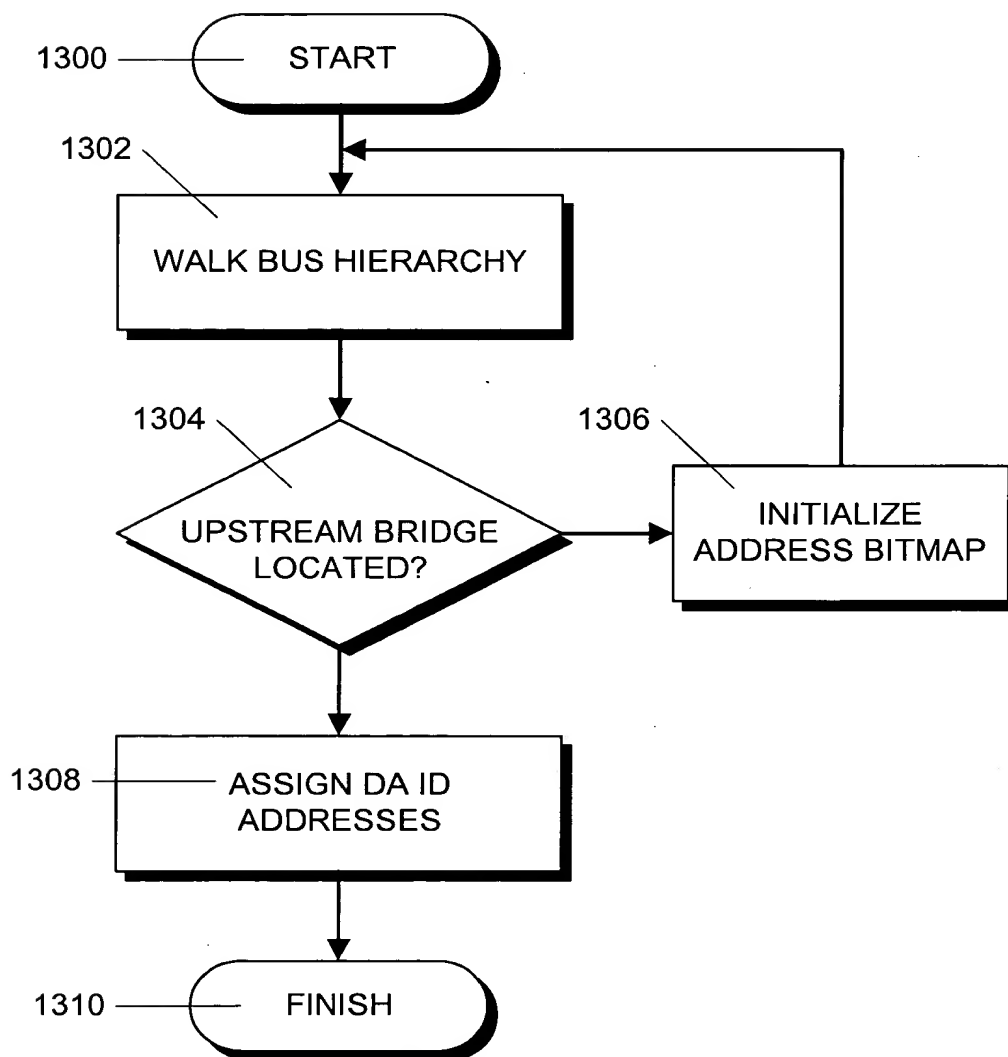 1300
START
1302
WALK BUS HIERARCHY
1304
UPSTREAM BRIDGE
LOCATED?
1306
INITIALIZE
ADDRESS BITMAP
1308
ASSIGN DA ID
ADDRESSES
1310
FINISH